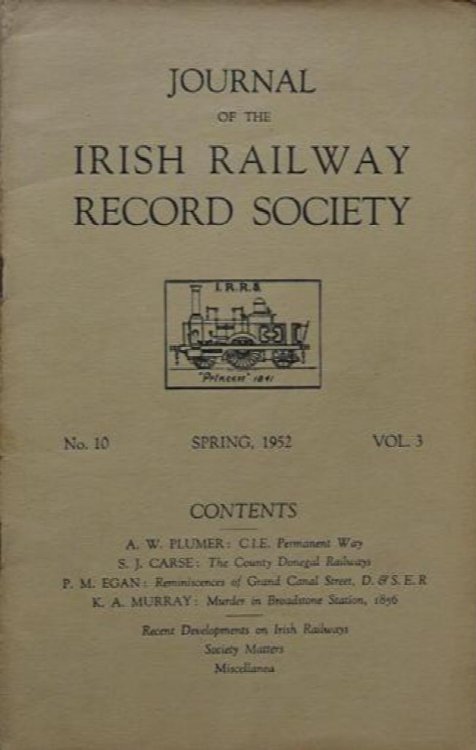 JOURNAL
OF THE
IRISH RAILWAY
RECORD SOCIETY
I.R.R.S
"Princess" 1841
No. 10 SPRING, 1952 VOL. 3
CONTENTS
A. W. PLUMER: C.I.E. Permanent Way
S. J. CARSE: The County Donegal Railways
P. M. EGAN: Reminiscences of Grand Canal Street, D. & S. E. R
K. A. MURRAY: Murder in Broadstone Station, 1856
Recent Developments on Irish Railways
Society Matters
Miscellanea